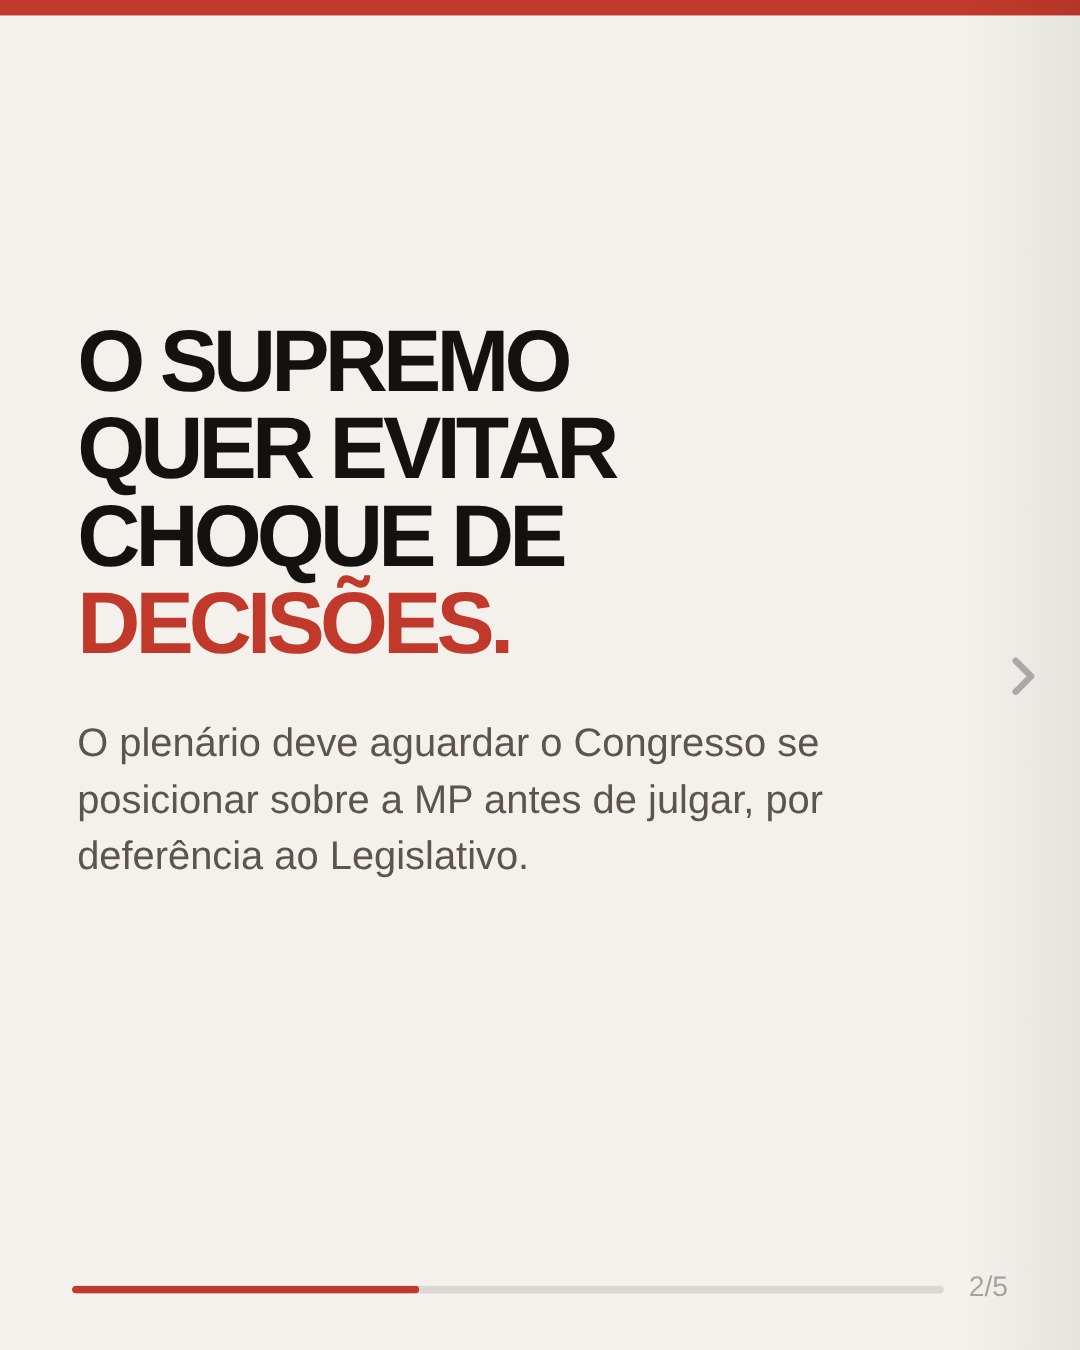 O SUPREMO
QUER EVITAR
CHOQUE DE
DECISÕES.
O plenário deve aguardar o Congresso se
posicionar sobre a MP antes de julgar, por
deferência ao Legislativo.
2/5